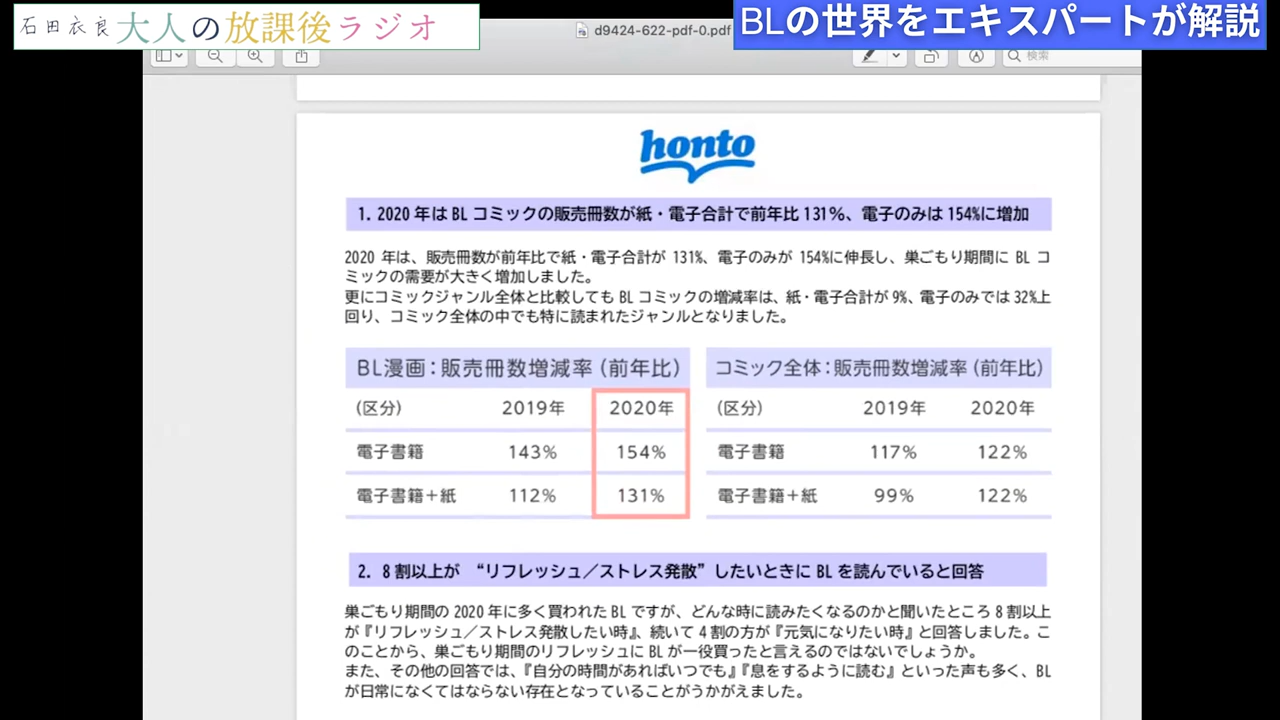 石田衣良 大人の放課後ラジオ
BLの世界をエキスパートが解説
d9424-622-pdf-0.pdf
検索
honto
1. 2020 年は BL コミックの販売冊数が紙・電子合計で前年比 131%、電子のみは 154%に増加
2020 年は、販売冊数が前年比で紙・電子合計が 131%、電子のみが 154%に伸長し、巣ごもり期間に BL コ
ミックの需要が大きく増加しました。
更にコミックジャンル全体と比較しても BL コミックの増減率は、紙・電子合計が 9%、電子のみでは 32%上
回り、コミック全体の中でも特に読まれたジャンルとなりました。
BL漫画：販売冊数増減率（前年比）
（区分） 2019年 2020年
電子書籍 143% 154%
電子書籍＋紙 112% 131%
コミック全体：販売冊数増減率（前年比）
（区分） 2019年 2020年
電子書籍 117% 122%
電子書籍＋紙 99% 122%
2. 8 割以上が “リフレッシュ／ストレス発散” したいときに BL を読んでいると回答
巣ごもり期間の 2020 年に多く買われた BL ですが、どんな時に読みたくなるのかと聞いたところ 8 割以上
が『リフレッシュ／ストレス発散したい時』、続いて 4 割の方が『元気になりたい時』と回答しました。こ
のことから、巣ごもり期間のリフレッシュに BL が一役買ったと言えるのではないでしょうか。
また、その他の回答では、『自分の時間があればいつでも』『息をするように読む』といった声も多く、BL
が日常になくてはならない存在となっていることがうかがえました。